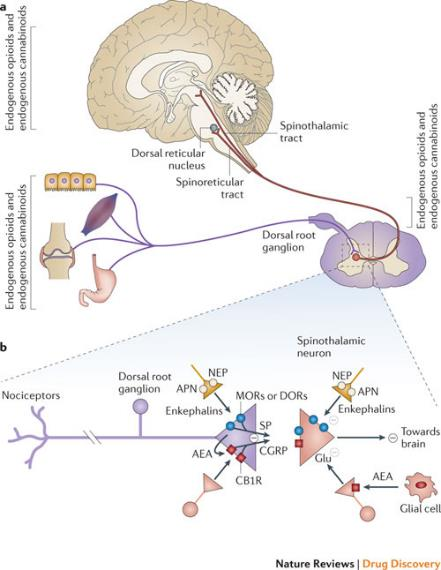 a
Endogenous opioids and
endogenous cannabinoids
Spinothalamic
tract
Dorsal reticular
nucleus
Spinoreticular
tract
Endogenous opioids and
endogenous cannabinoids
Endogenous opioids and
endogenous cannabinoids
Dorsal root
ganglion
b
Spinothalamic
neuron
Nociceptors
Dorsal root
ganglion
NEP
APN
Enkephalins
MORs or DORs
SP
CGRP
AEA
CB1R
NEP
APN
Enkephalins
Glu
Towards
brain
AEA
Glial cell
Nature Reviews | Drug Discovery